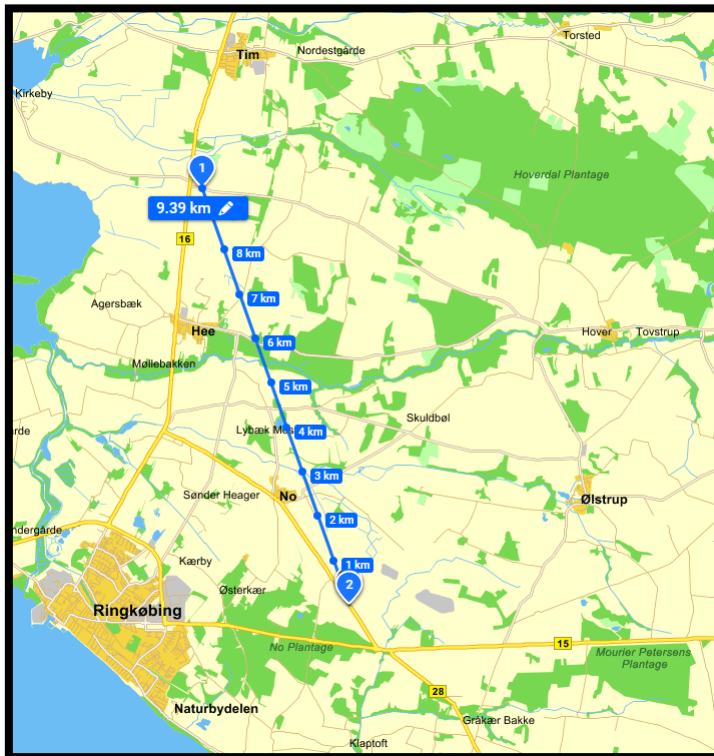 Torsted
Nordestgårde
Tim
Kirkeby
1
Hoverdal Plantage
9.39 km
16
8 km
7 km
Agersbæk
Hee
Hover
Tovstrup
6 km
Møllebakken
5 km
Skuldbøl
Lybæk Mos
4 km
3 km
Sønder Heager
No
Ølstrup
2 km
ndergårde
Kærby
1 km
2
Østerkær
Ringkøbing
15
No Plantage
Mourier Petersens
Plantage
28
Naturbydelen
Gråkær Bakke
Klaptoft